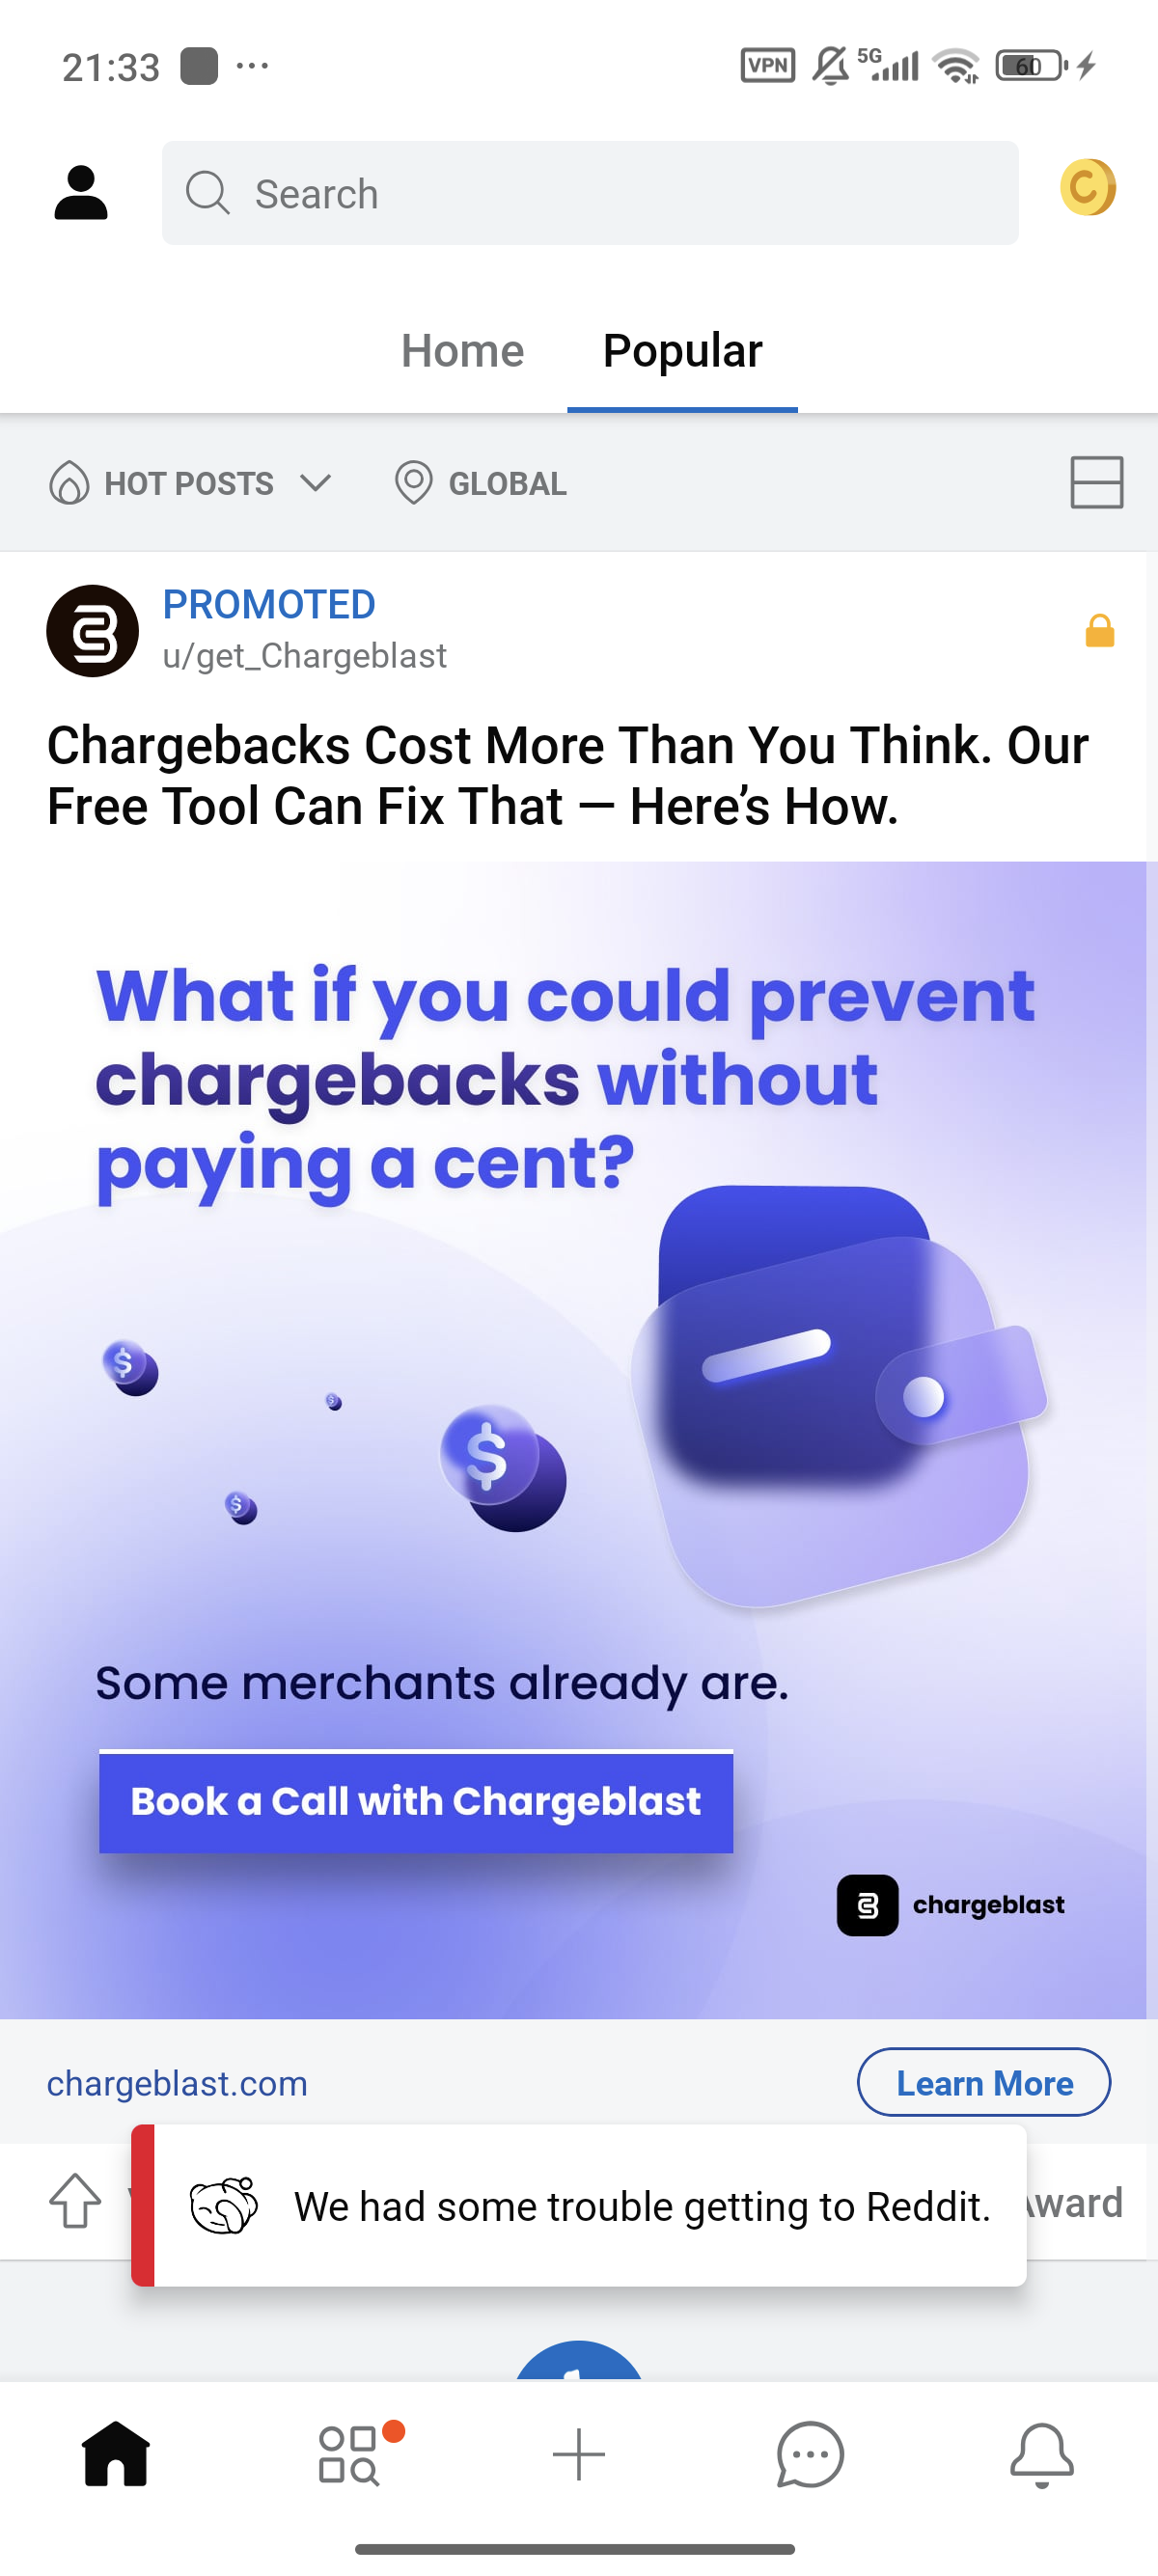 21:33
VPN
5G
60
Search
Home Popular
HOT POSTS GLOBAL
PROMOTED
u/get_Chargeblast
Chargebacks Cost More Than You Think. Our
Free Tool Can Fix That — Here’s How.
What if you could prevent
chargebacks without
paying a cent?
$
$
$
$
Some merchants already are.
Book a Call with Chargeblast
chargeblast
chargeblast.com
Learn More
We had some trouble getting to Reddit.